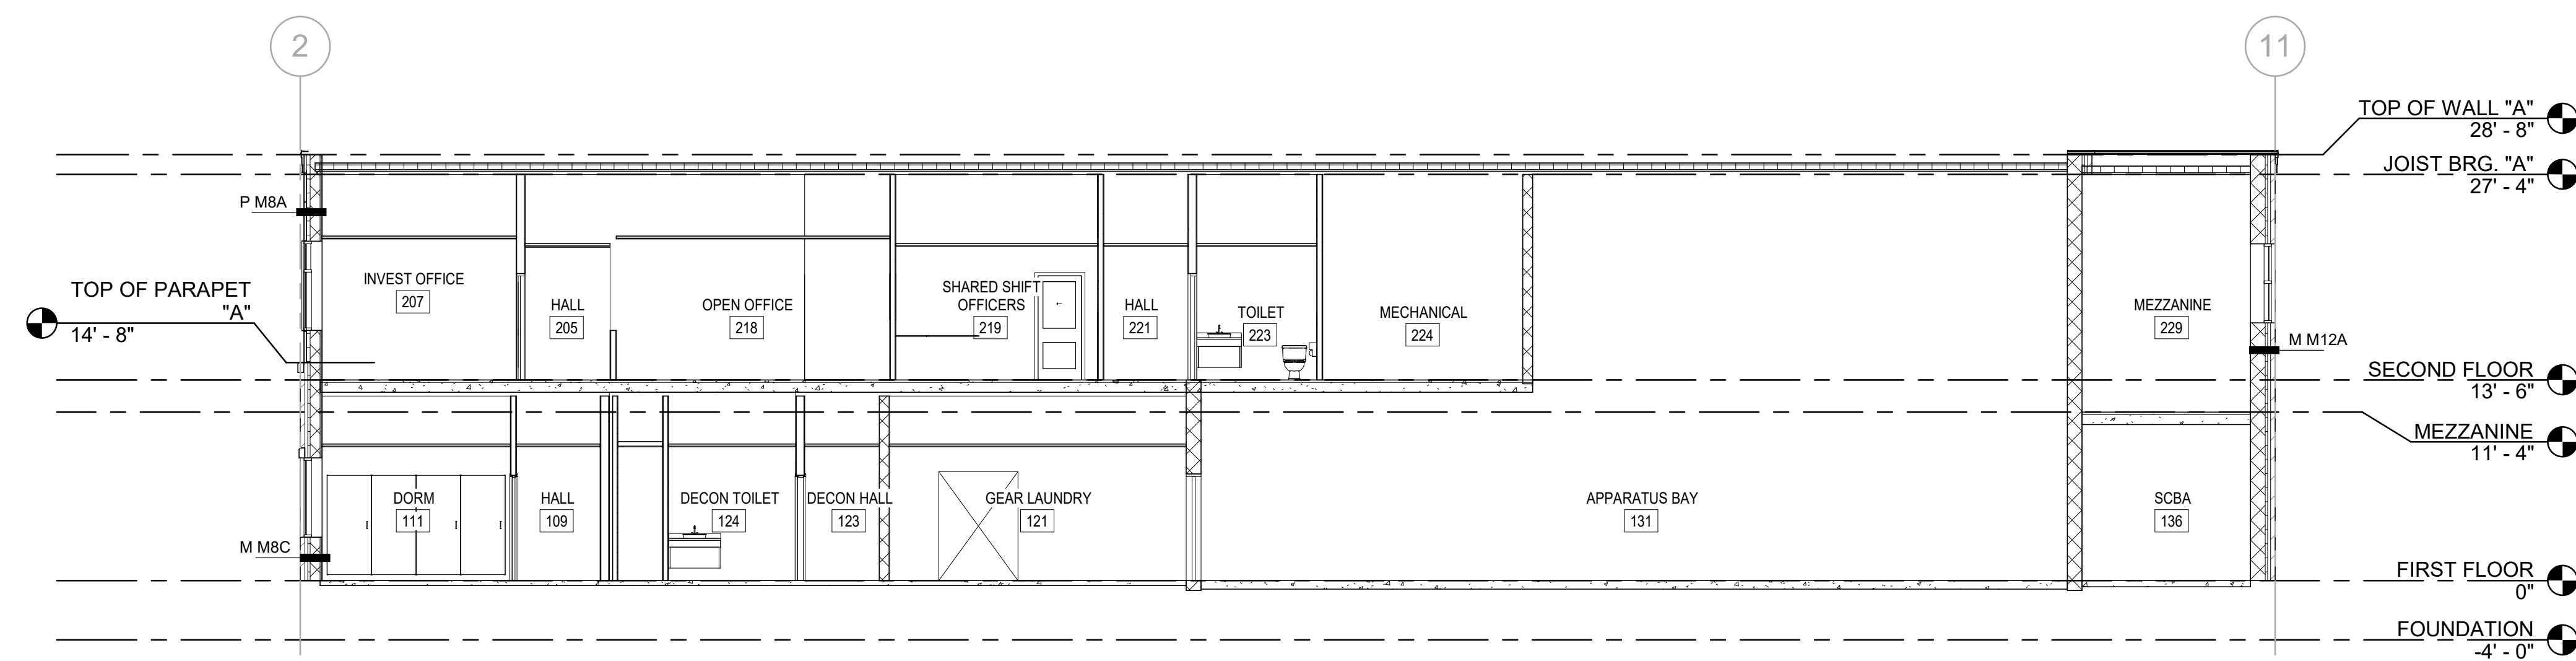 2
11
TOP OF WALL "A"
28' - 8"
JOIST BRG. "A"
27' - 4"
P M8A
TOP OF PARAPET
"A"
14' - 8"
INVEST OFFICE
207
HALL
205
OPEN OFFICE
218
SHARED SHIFT
OFFICERS
219
HALL
221
TOILET
223
MECHANICAL
224
MEZZANINE
229
M M12A
SECOND FLOOR
13' - 6"
MEZZANINE
11' - 4"
DORM
111
HALL
109
DECON TOILET
124
DECON HALL
123
GEAR LAUNDRY
121
APPARATUS BAY
131
SCBA
136
M M8C
FIRST FLOOR
0"
FOUNDATION
-4' - 0"